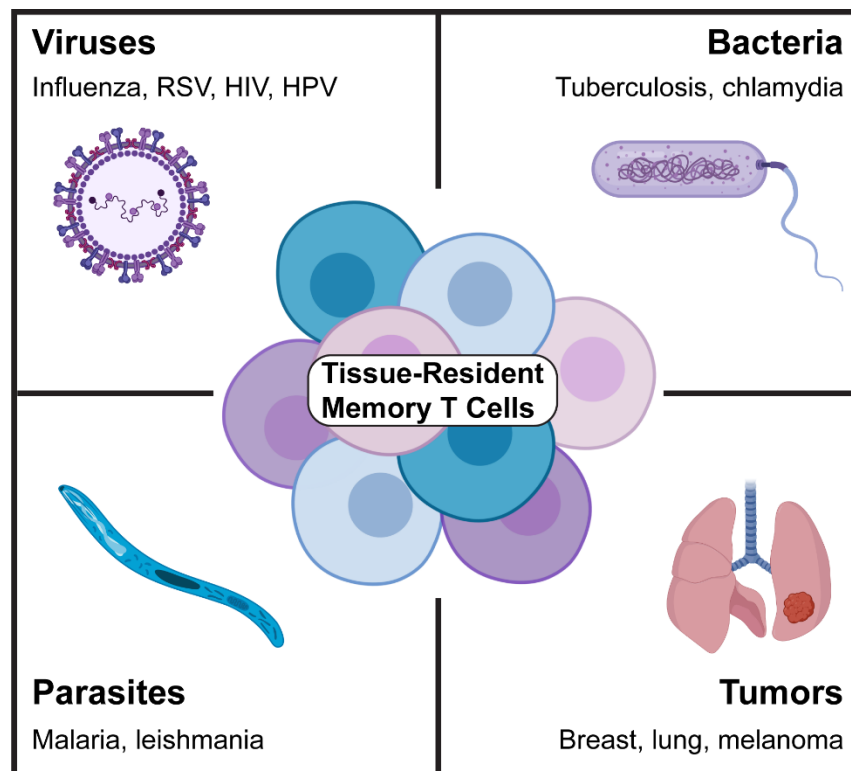 Viruses
Influenza, RSV, HIV, HPV
Bacteria
Tuberculosis, chlamydia
Tissue-Resident
Memory T Cells
Parasites
Malaria, leishmania
Tumors
Breast, lung, melanoma